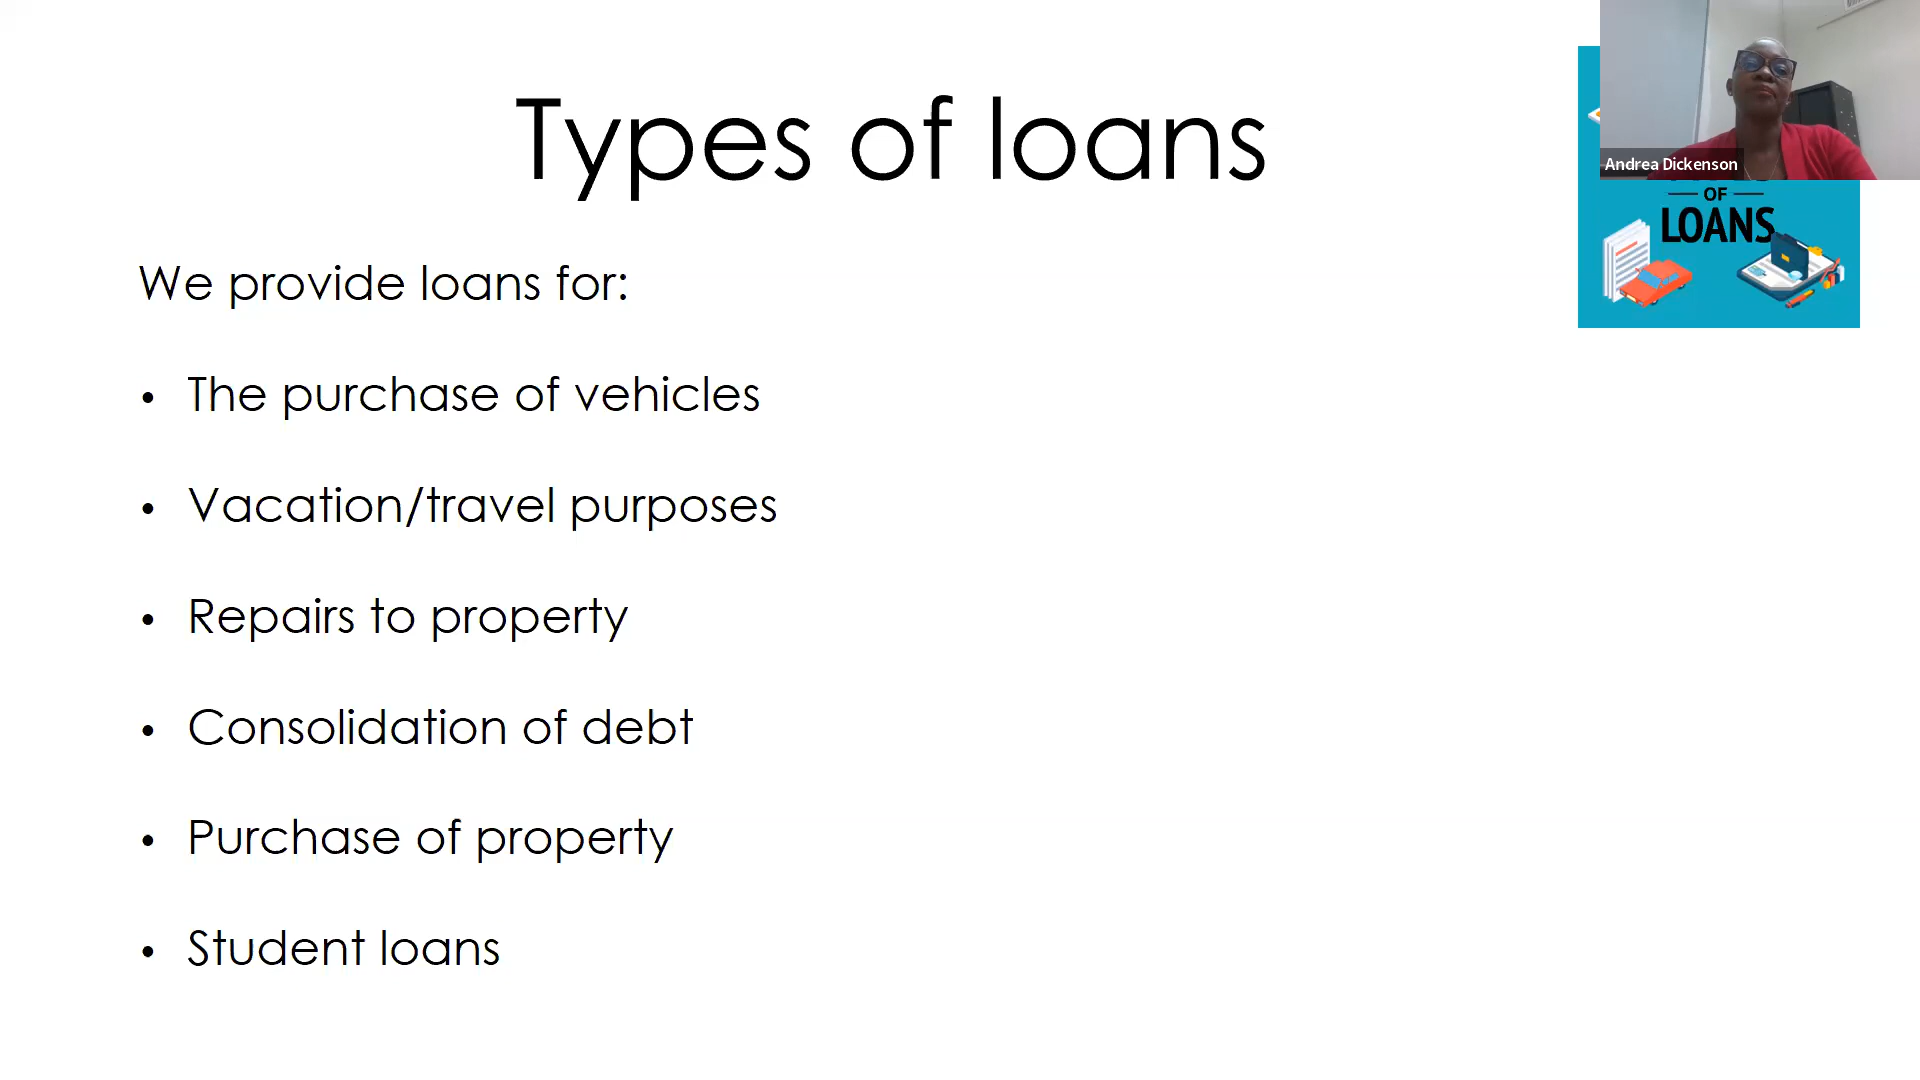 Types of loans
Andrea Dickenson
OF
LOANS
We provide loans for:
• The purchase of vehicles
• Vacation/travel purposes
• Repairs to property
• Consolidation of debt
• Purchase of property
• Student loans